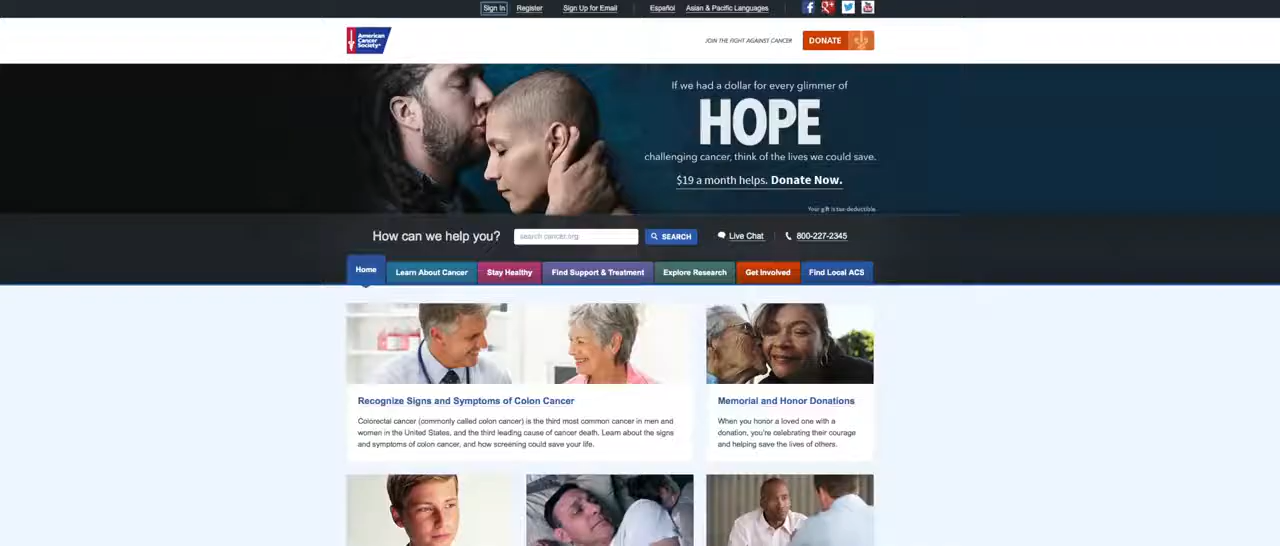 Sign In Register Sign Up for Email Español Asian & Pacific Languages
American
Cancer
Society®
JOIN THE FIGHT AGAINST CANCER DONATE
If we had a dollar for every glimmer of
HOPE
challenging cancer, think of the lives we could save.
$19 a month helps. Donate Now.
Your gift is tax deductible.
How can we help you? search cancer.org SEARCH Live Chat 800-227-2345
Home Learn About Cancer Stay Healthy Find Support & Treatment Explore Research Get Involved Find Local ACS
Recognize Signs and Symptoms of Colon Cancer
Colorectal cancer (commonly called colon cancer) is the third most common cancer in men and
women in the United States, and the third leading cause of cancer death. Learn about the signs
and symptoms of colon cancer, and how screening could save your life.
Memorial and Honor Donations
When you honor a loved one with a
donation, you're celebrating their courage
and helping save the lives of others.